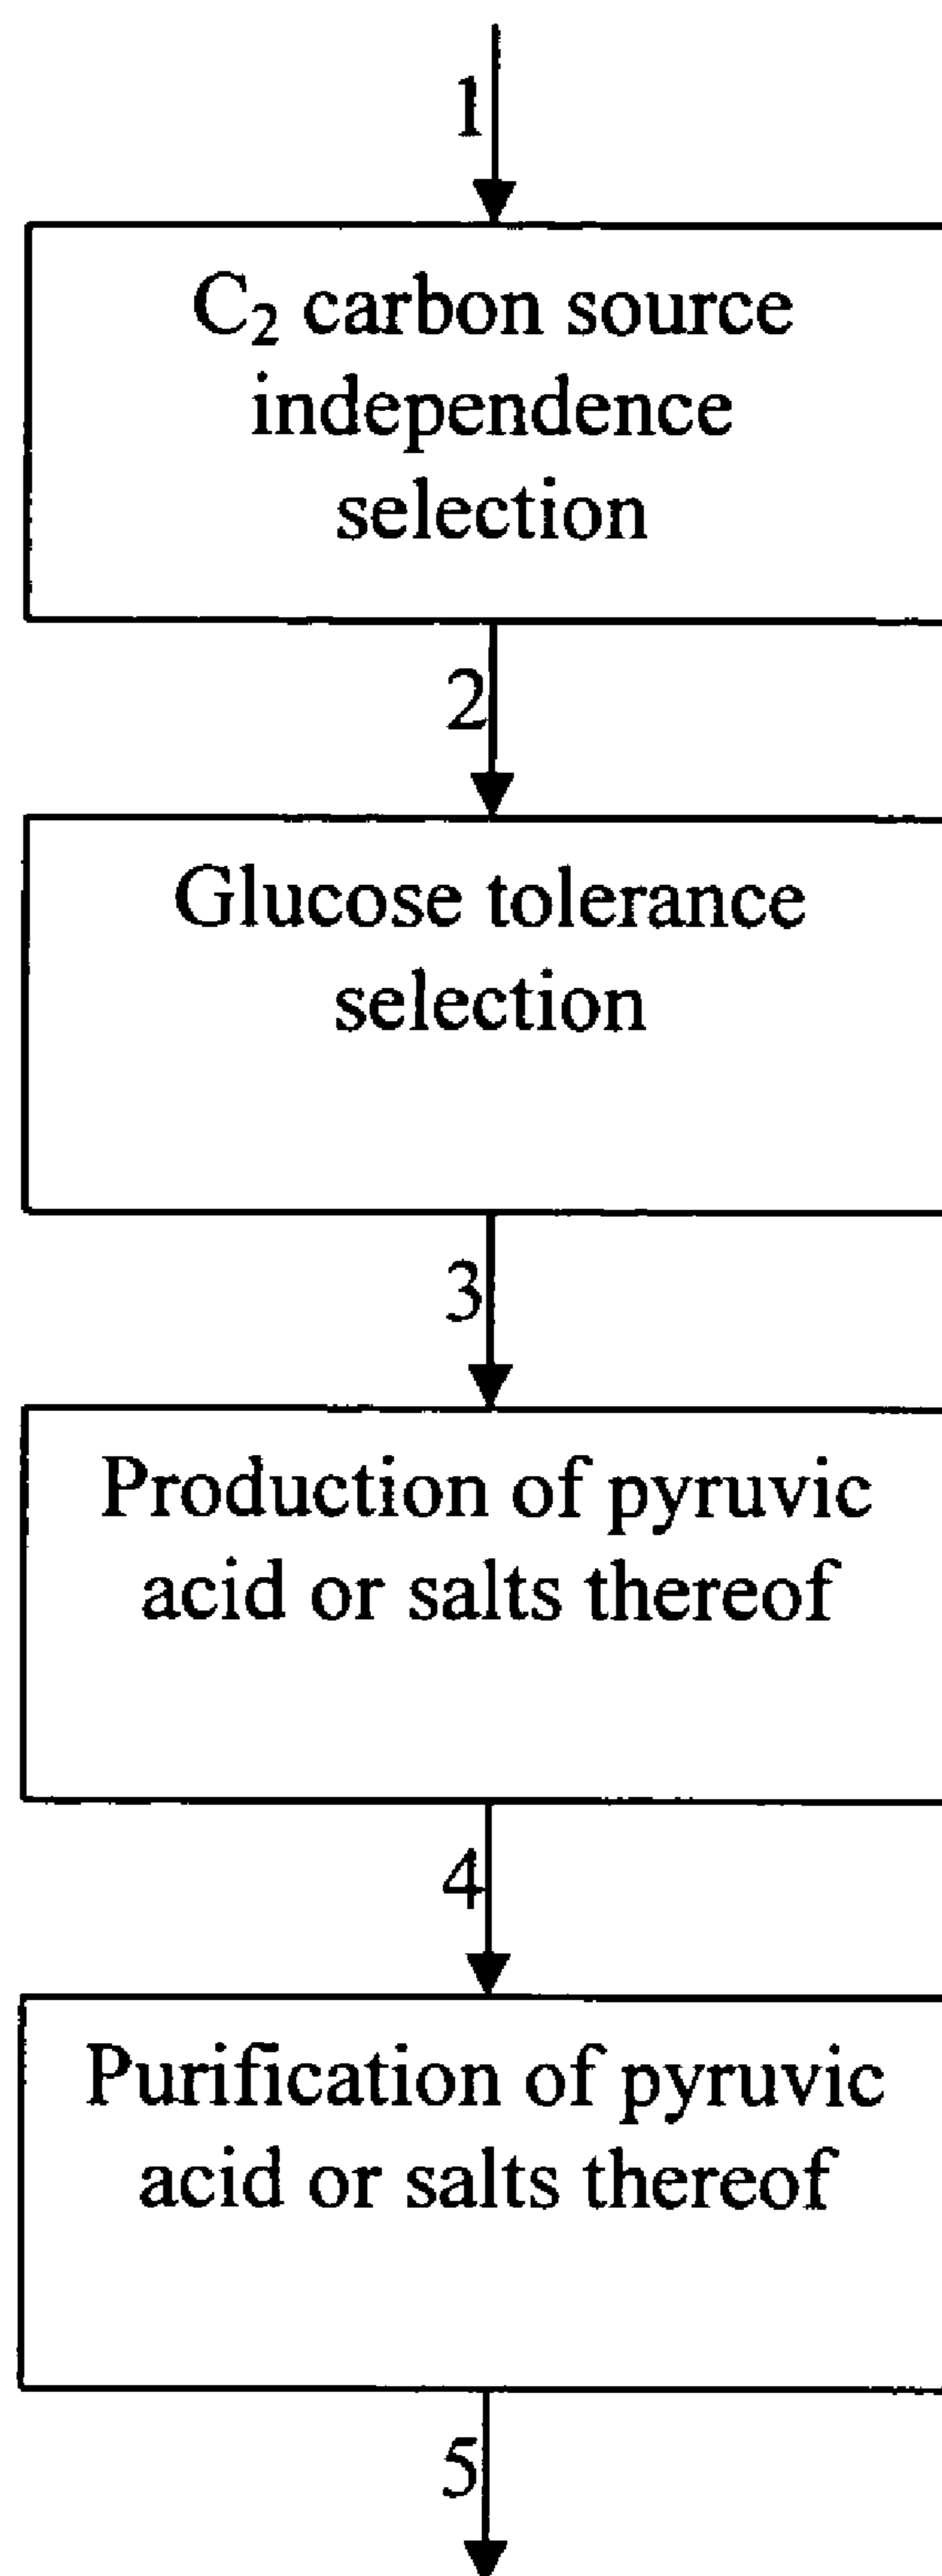 1
C₂ carbon source
independence
selection
2
Glucose tolerance
selection
3
Production of pyruvic
acid or salts thereof
4
Purification of pyruvic
acid or salts thereof
5